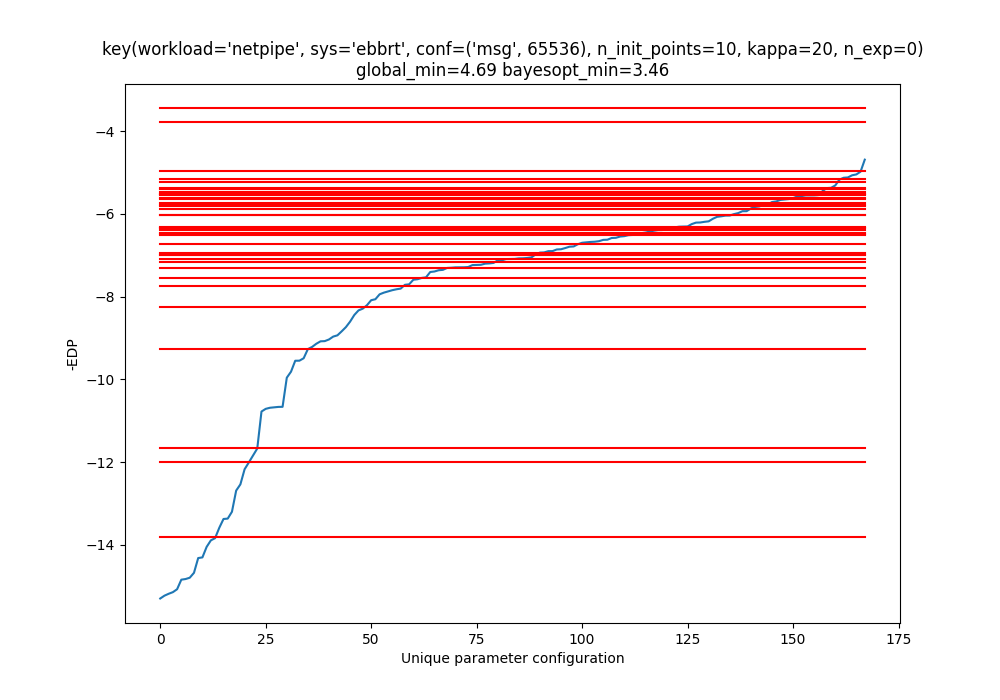 key(workload='netpipe', sys='ebbrt', conf=('msg', 65536), n_init_points=10, kappa=20, n_exp=0)
global_min=4.69 bayesopt_min=3.46
−4
−6
−8
−10
−12
−14
-EDP
0 25 50 75 100 125 150 175
Unique parameter configuration